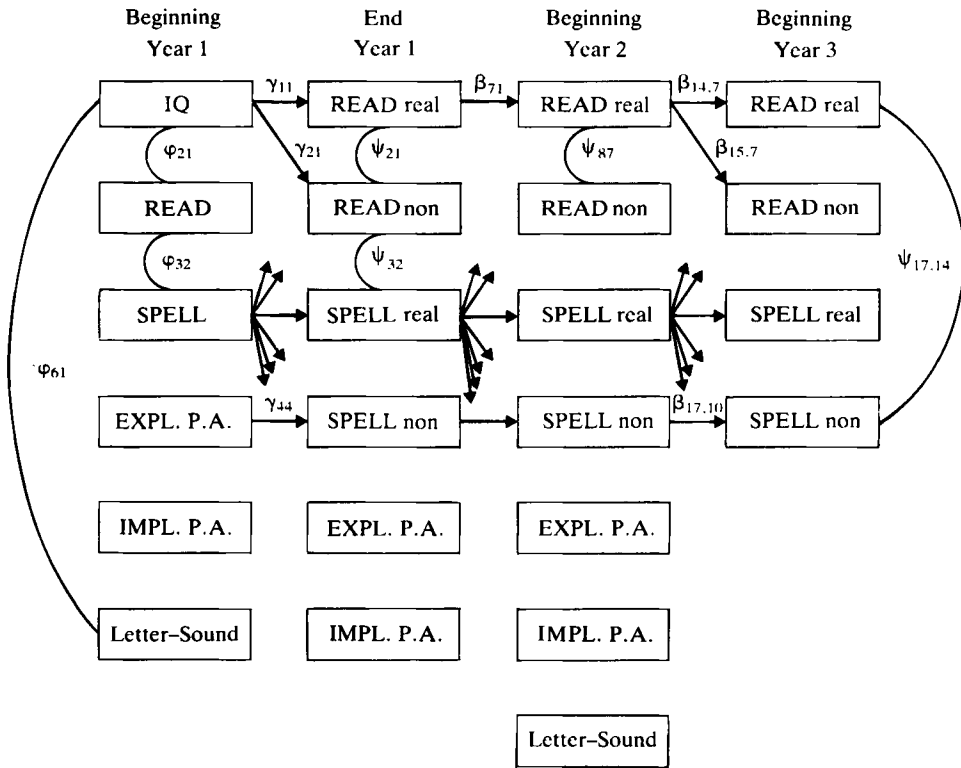 Beginning End Beginning Beginning
Year 1 Year 1 Year 2 Year 3
IQ γ11 READ real β71 READ real β14.7 READ real
φ21 γ21 ψ21 ψ87 β15.7
READ READ non READ non READ non
φ32 ψ32 ψ17.14
SPELL SPELL real SPELL real SPELL real
φ61
EXPL. P.A. γ44 SPELL non SPELL non β17.10 SPELL non
IMPL. P.A. EXPL. P.A. EXPL. P.A.
Letter–Sound IMPL. P.A. IMPL. P.A.
Letter–Sound